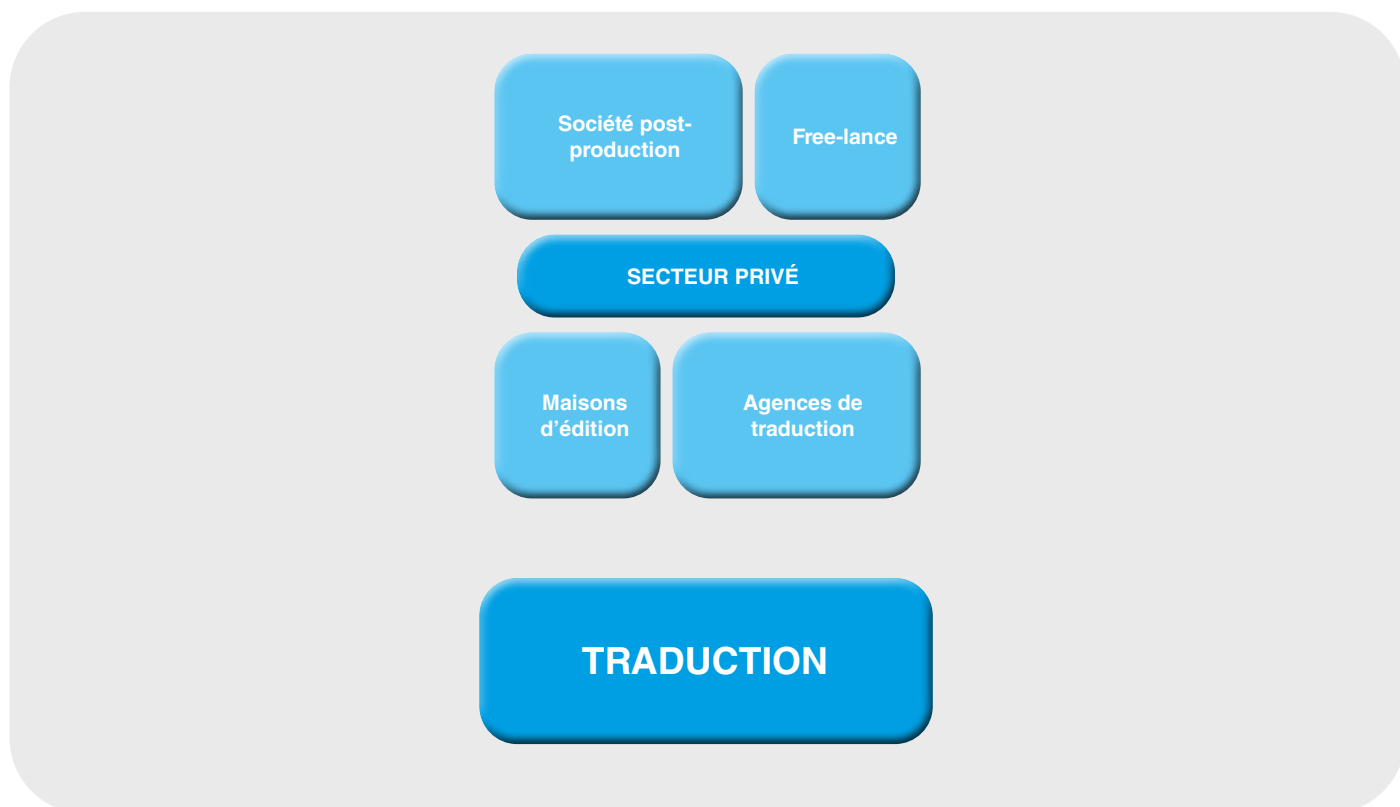 Société post-
production
Free-lance
SECTEUR PRIVÉ
Maisons
d’édition
Agences de
traduction
TRADUCTION